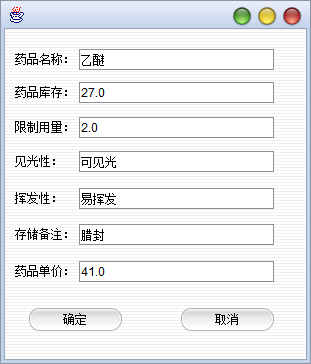 药品名称： 乙醚
药品库存： 27.0
限制用量： 2.0
见光性： 可见光
挥发性： 易挥发
存储备注： 腊封
药品单价： 41.0
确定 取消